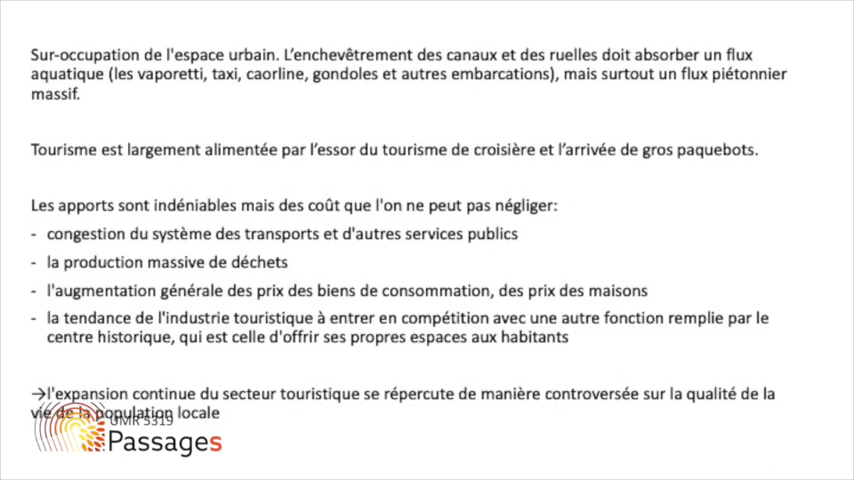 Sur-occupation de l'espace urbain. L’enchevêtrement des canaux et des ruelles doit absorber un flux
aquatique (les vaporetti, taxi, caorline, gondoles et autres embarcations), mais surtout un flux piétonnier
massif.
Tourisme est largement alimentée par l’essor du tourisme de croisière et l’arrivée de gros paquebots.
Les apports sont indéniables mais des coût que l'on ne peut pas négliger:
- congestion du système des transports et d'autres services publics
- la production massive de déchets
- l'augmentation générale des prix des biens de consommation, des prix des maisons
- la tendance de l'industrie touristique à entrer en compétition avec une autre fonction remplie par le
centre historique, qui est celle d'offrir ses propres espaces aux habitants
→l'expansion continue du secteur touristique se répercute de manière controversée sur la qualité de la
vie de la population locale
UMR 5319
Passages